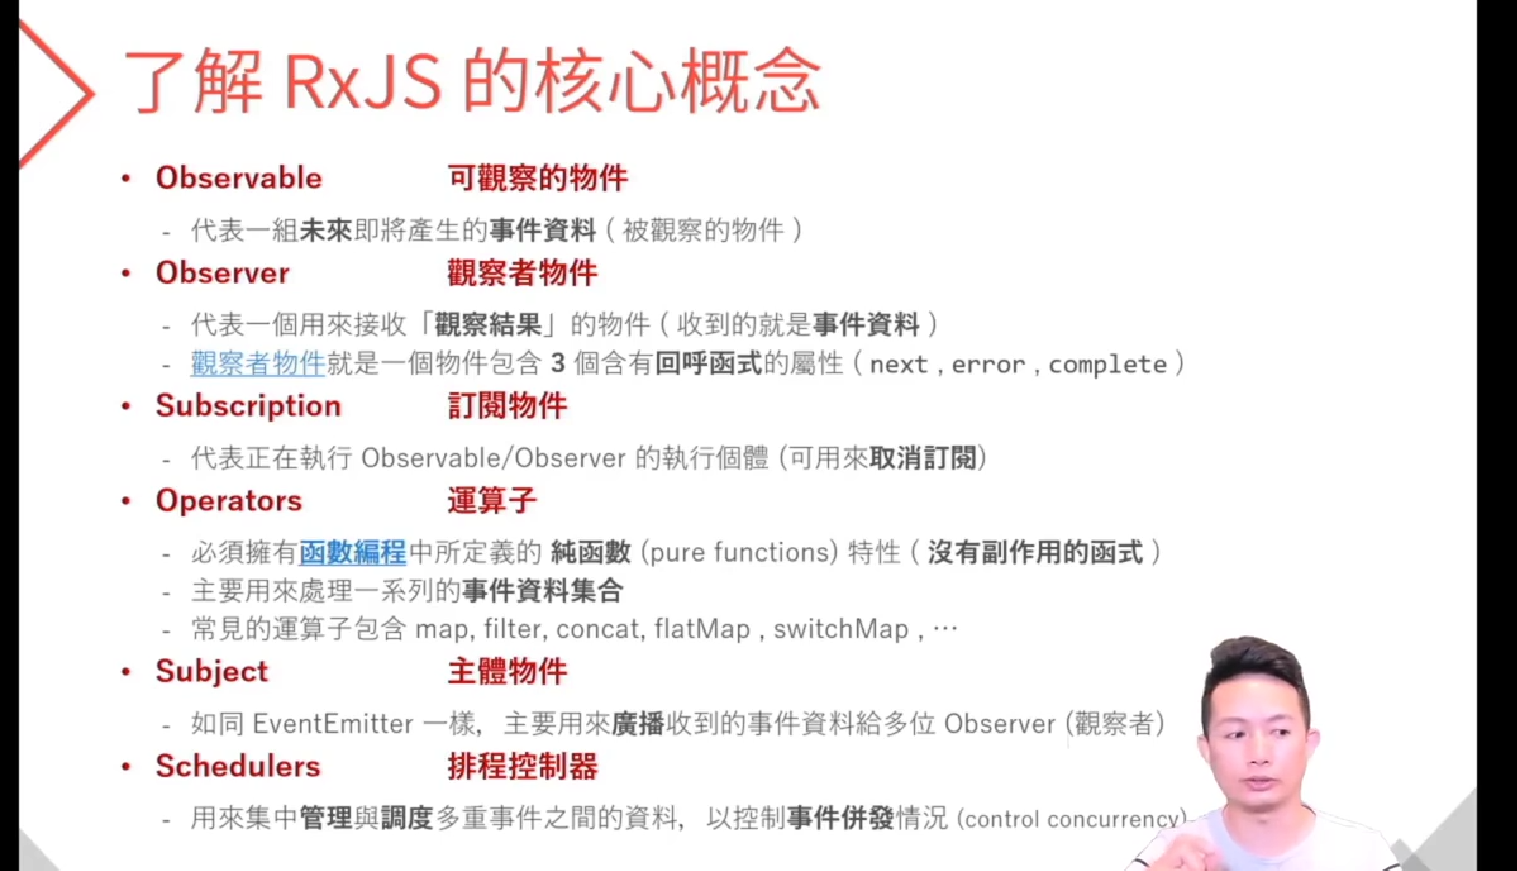 了解 RxJS 的核心概念
• Observable 可觀察的物件
- 代表一組未來即將產生的事件資料 ( 被觀察的物件 )
• Observer 觀察者物件
- 代表一個用來接收「觀察結果」的物件 ( 收到的就是事件資料 )
- 觀察者物件就是一個物件包含 3 個含有回呼函式的屬性 ( next , error , complete )
• Subscription 訂閱物件
- 代表正在執行 Observable/Observer 的執行個體 (可用來取消訂閱)
• Operators 運算子
- 必須擁有函數編程中所定義的 純函數 (pure functions) 特性 ( 沒有副作用的函式 )
- 主要用來處理一系列的事件資料集合
- 常見的運算子包含 map, filter, concat, flatMap , switchMap , ⋯
• Subject 主體物件
- 如同 EventEmitter 一樣，主要用來廣播收到的事件資料給多位 Observer (觀察者)
• Schedulers 排程控制器
- 用來集中管理與調度多重事件之間的資料，以控制事件併發情況 (control concurrency)